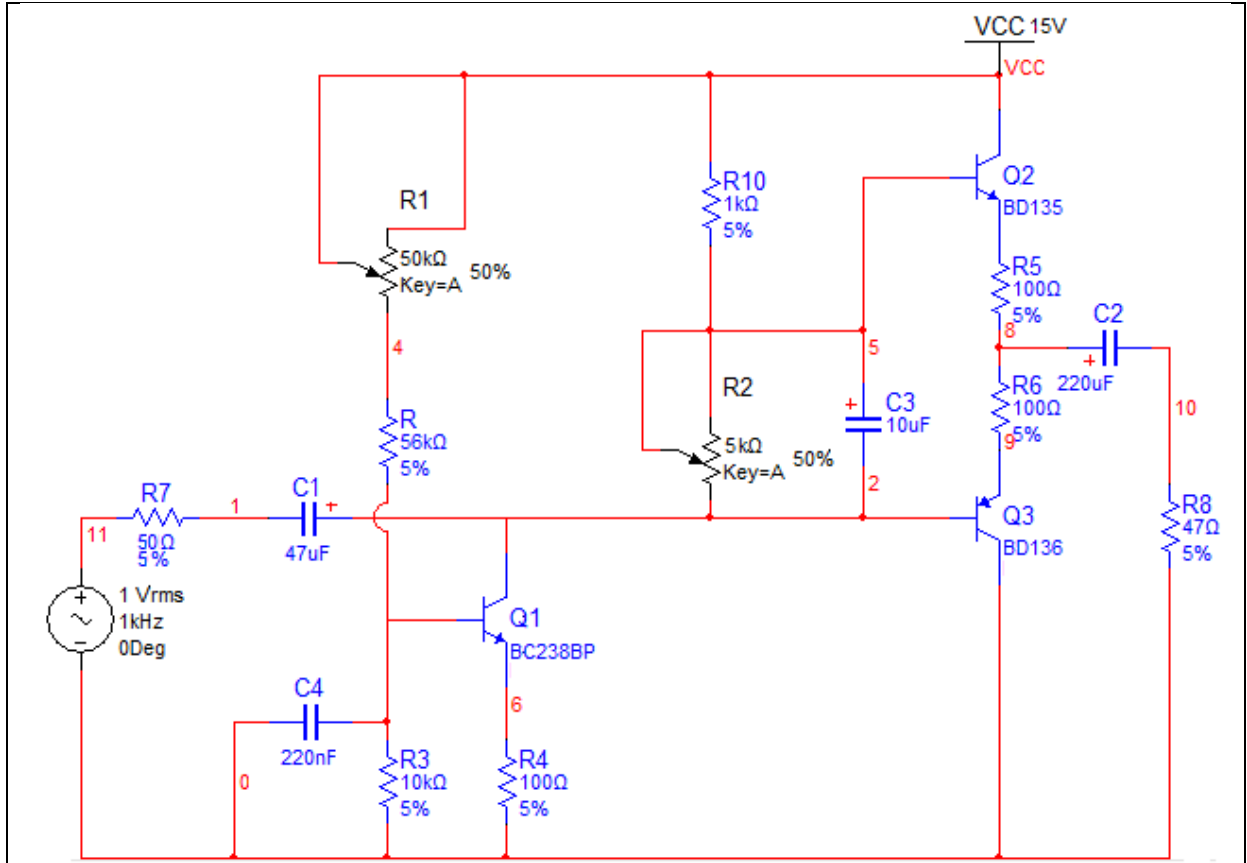 VCC 15V
VCC
R10
1kΩ
5%
Q2
BD135
R1
50kΩ
Key=A 50%
R5
100Ω
5%
8
C2
220uF
4
5
R2
R6
100Ω
5%
9
10
C3
10uF
R
56kΩ
5%
5kΩ
Key=A 50%
2
R7
50Ω
5%
1
C1
47uF
11
Q3
BD136
R8
47Ω
5%
1 Vrms
1kHz
0Deg
Q1
BC238BP
C4
220nF
6
0
R3
10kΩ
5%
R4
100Ω
5%